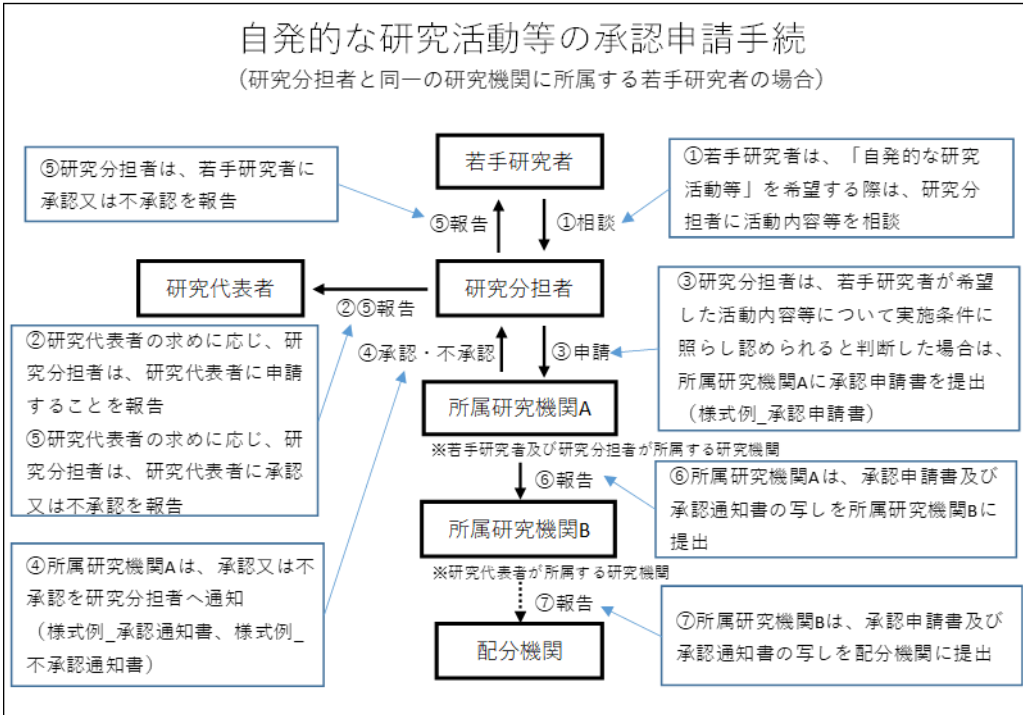 自発的な研究活動等の承認申請手続
（研究分担者と同一の研究機関に所属する若手研究者の場合）
若手研究者
⑤研究分担者は、若手研究者に
承認又は不承認を報告
①若手研究者は、「自発的な研究
活動等」を希望する際は、研究分
担者に活動内容等を相談
⑤報告
①相談
研究代表者
研究分担者
②⑤報告
③研究分担者は、若手研究者が希望
した活動内容等について実施条件に
照らし認められると判断した場合は、
所属研究機関Aに承認申請書を提出
（様式例_承認申請書）
②研究代表者の求めに応じ、研
究分担者は、研究代表者に申請
することを報告
⑤研究代表者の求めに応じ、研
究分担者は、研究代表者に承認
又は不承認を報告
④承認・不承認
③申請
所属研究機関A
※若手研究者及び研究分担者が所属する研究機関
⑥報告
⑥所属研究機関Aは、承認申請書及び
承認通知書の写しを所属研究機関Bに
提出
所属研究機関B
※研究代表者が所属する研究機関
④所属研究機関Aは、承認又は不
承認を研究分担者へ通知
（様式例_承認通知書、様式例_
不承認通知書）
⑦報告
⑦所属研究機関Bは、承認申請書及び
承認通知書の写しを配分機関に提出
配分機関